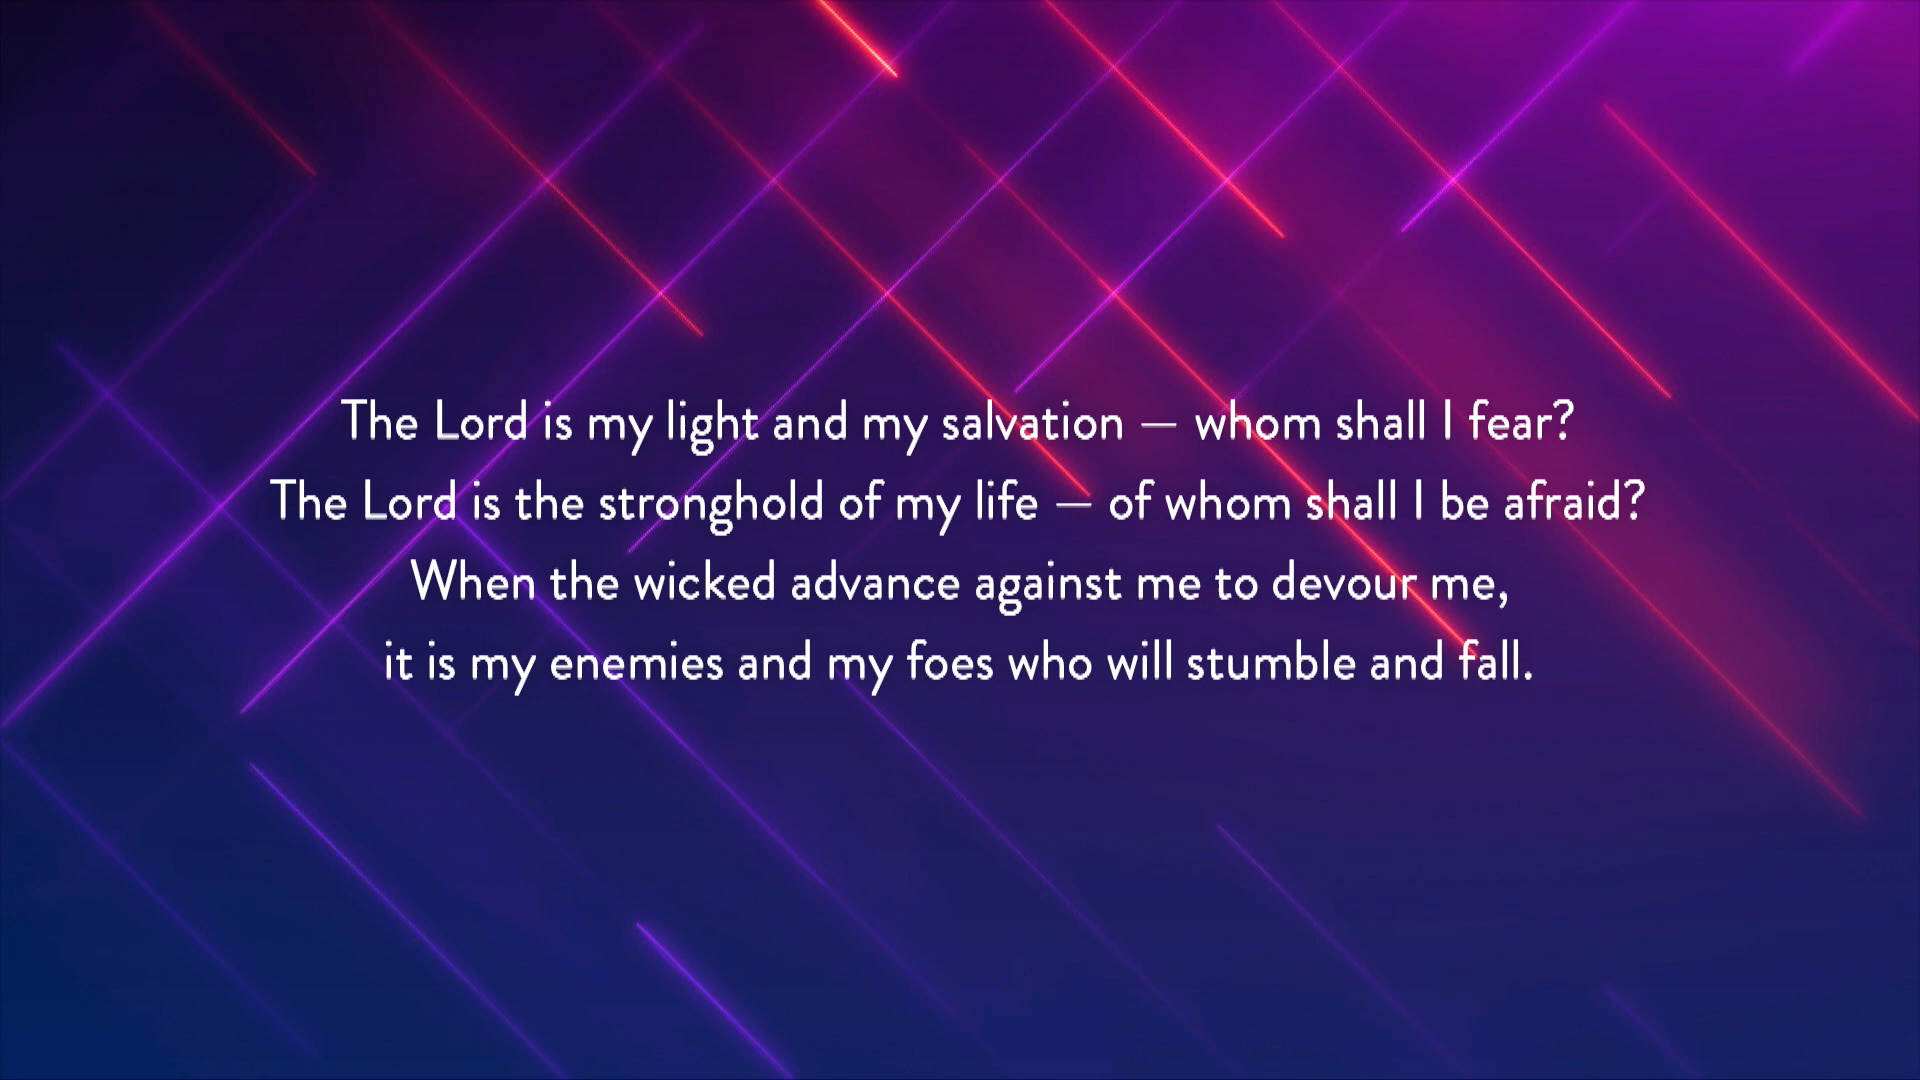 The Lord is my light and my salvation — whom shall I fear?
The Lord is the stronghold of my life — of whom shall I be afraid?
When the wicked advance against me to devour me,
it is my enemies and my foes who will stumble and fall.